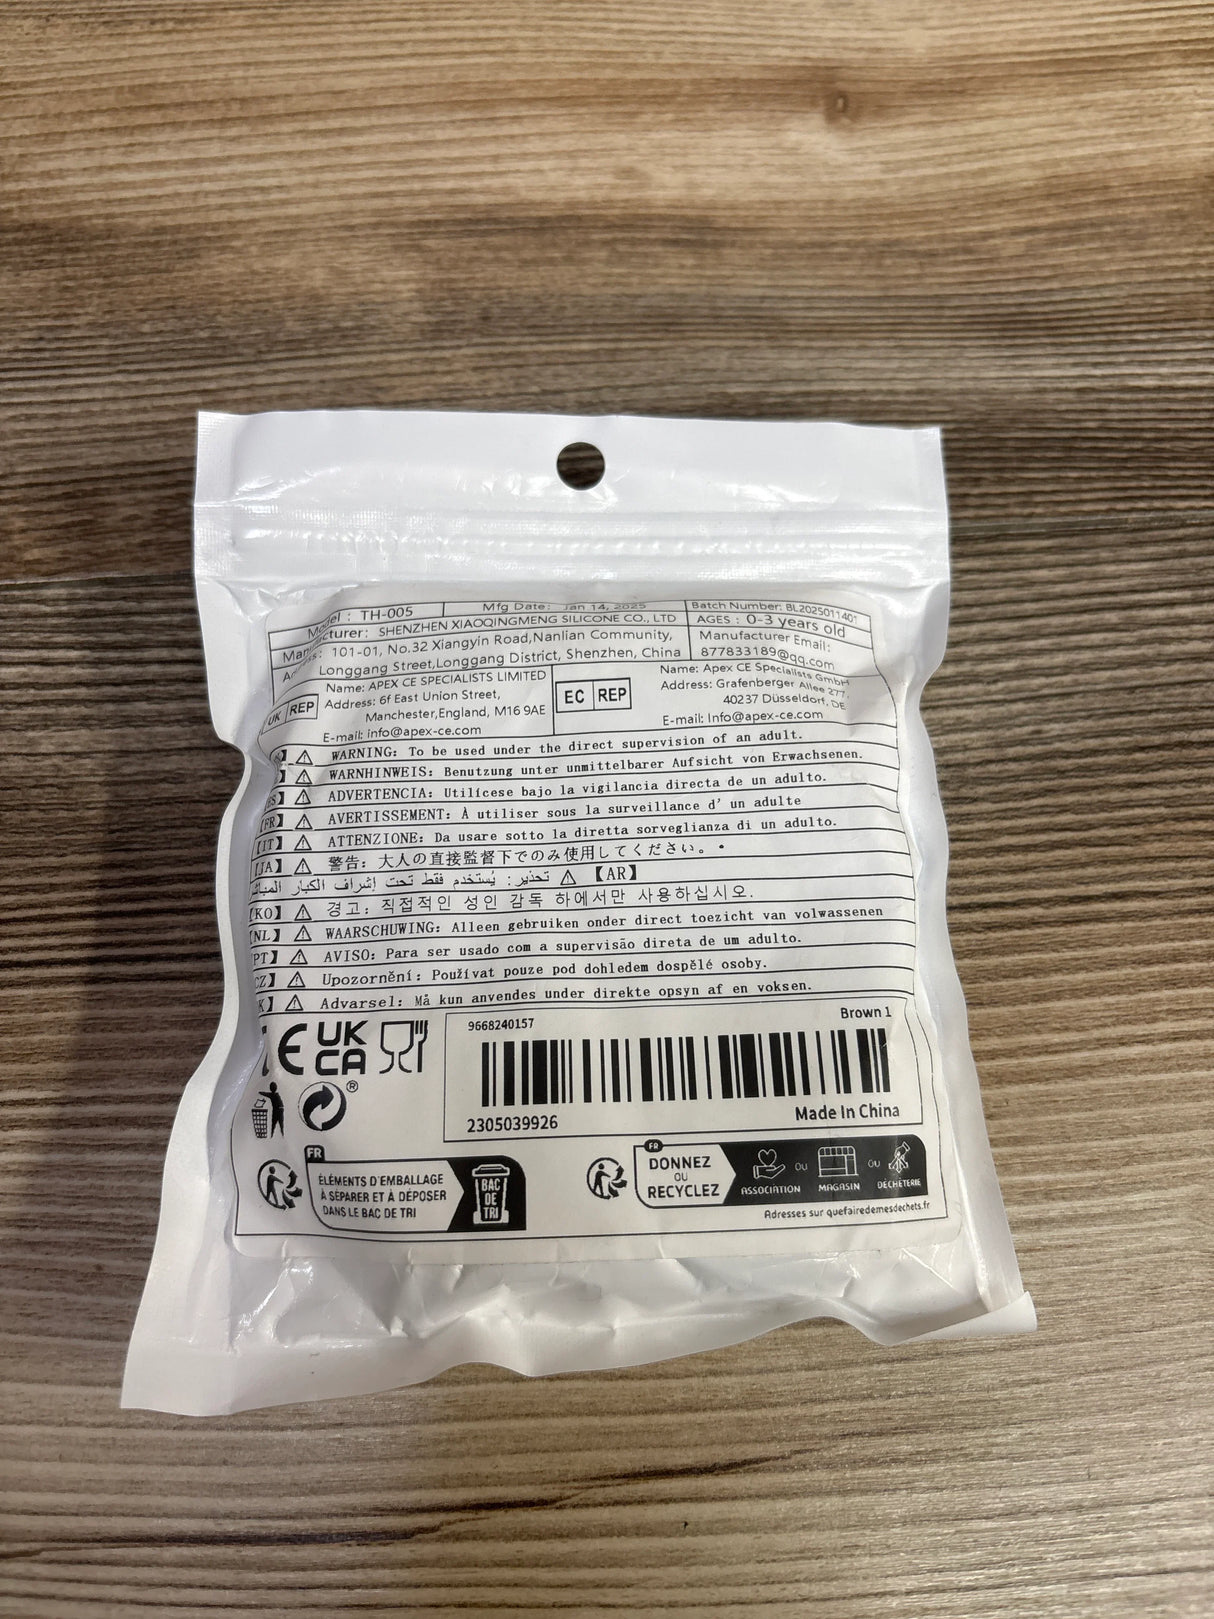 Model : TH-005 Mfg Date: Jan 14, 2025 Batch Number: BL2025011401
Manufacturer: SHENZHEN XIAOQINGMENG SILICONE CO., LTD AGES : 0-3 years old
101-01, No.32 Xiangyin Road,Nanlian Community, Manufacturer Email:
Longgang Street,Longgang District, Shenzhen, China 877833189@qq.com
UK REP
Name: APEX CE SPECIALISTS LIMITED
Address: 6f East Union Street,
Manchester,England, M16 9AE
E-mail: info@apex-ce.com
EC REP
Name: Apex CE Specialists GmbH
Address: Grafenberger Allee 277,
40237 Düsseldorf, DE
E-mail: Info@apex-ce.com
WARNING: To be used under the direct supervision of an adult.
WARNHINWEIS: Benutzung unter unmittelbarer Aufsicht von Erwachsenen.
ES】 ⚠ ADVERTENCIA: Utilícese bajo la vigilancia directa de un adulto.
【FR】 ⚠ AVERTISSEMENT: À utiliser sous la surveillance d' un adulte
【IT】 ⚠ ATTENZIONE: Da usare sotto la diretta sorveglianza di un adulto.
【JA】 ⚠ 警告: 大人の直接監督下でのみ使用してください。•
【AR】 ⚠ تحذير: يُستخدم فقط تحت إشراف الكبار
【KO】 ⚠ 경고: 직접적인 성인 감독 하에서만 사용하십시오.
【NL】 ⚠ WAARSCHUWING: Alleen gebruiken onder direct toezicht van volwassenen
PT】 ⚠ AVISO: Para ser usado com a supervisão direta de um adulto.
CZ】 ⚠ Upozornění: Používat pouze pod dohledem dospělé osoby.
K】 ⚠ Advarsel: Må kun anvendes under direkte opsyn af en voksen.
CE UK CA
9668240157 Brown 1
2305039926 Made In China
®
FR
ÉLÉMENTS D'EMBALLAGE
À SÉPARER ET À DÉPOSER
DANS LE BAC DE TRI
BAC
DE
TRI
FR
DONNEZ
OU
RECYCLEZ
ASSOCIATION OU MAGASIN OU DÉCHÈTERIE
Adresses sur quefairedemesdechets.fr